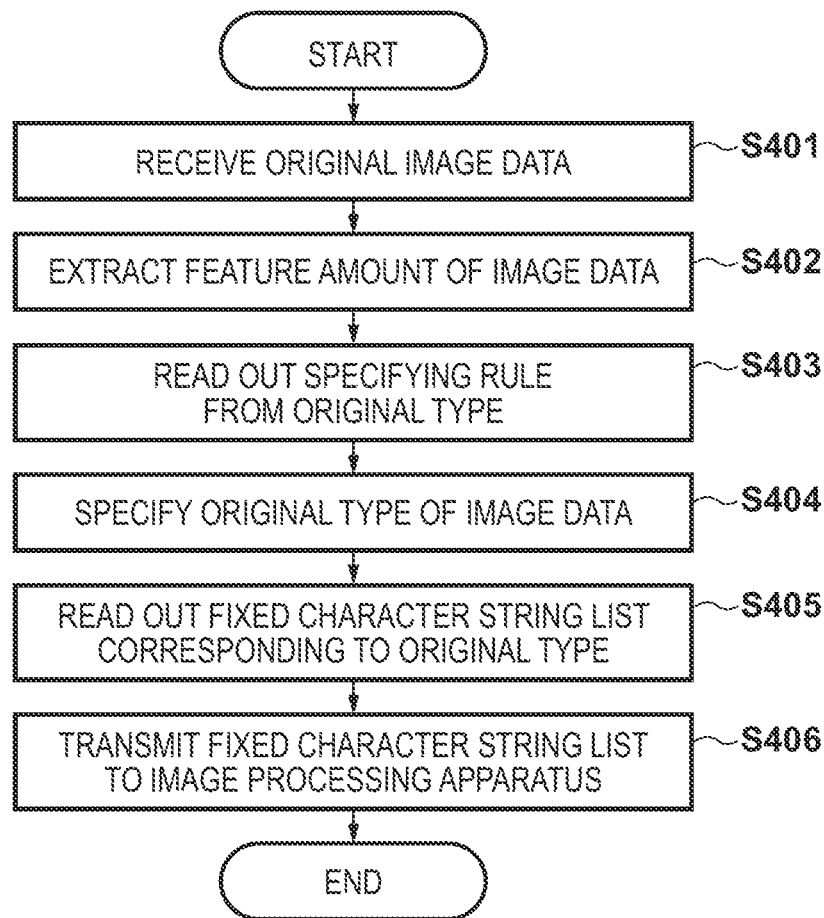 START
RECEIVE ORIGINAL IMAGE DATA
S401
EXTRACT FEATURE AMOUNT OF IMAGE DATA
S402
READ OUT SPECIFYING RULE
FROM ORIGINAL TYPE
S403
SPECIFY ORIGINAL TYPE OF IMAGE DATA
S404
READ OUT FIXED CHARACTER STRING LIST
CORRESPONDING TO ORIGINAL TYPE
S405
TRANSMIT FIXED CHARACTER STRING LIST
TO IMAGE PROCESSING APPARATUS
S406
END